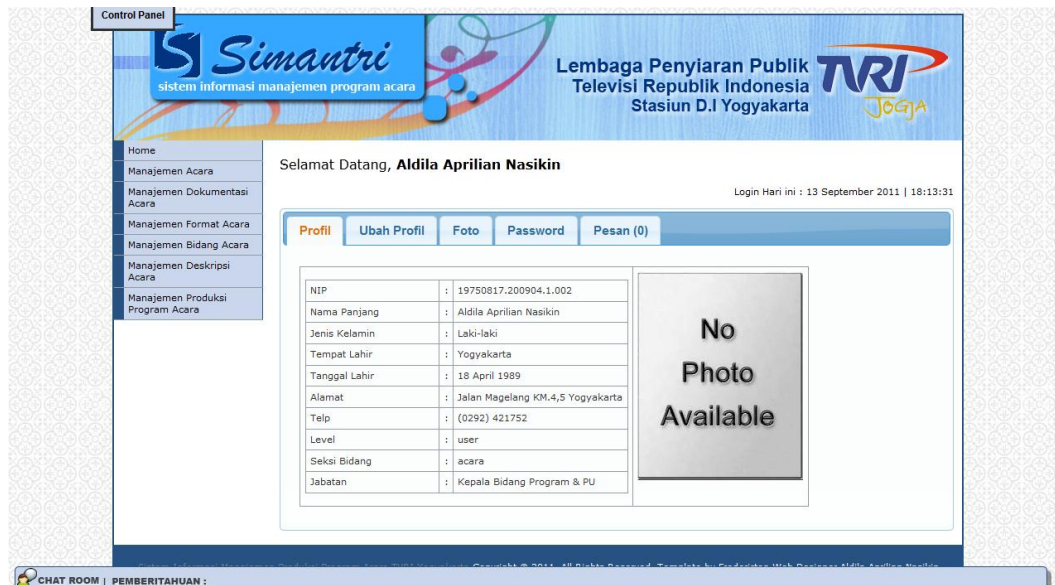 Control Panel
S Simantri
sistem informasi manajemen program acara
Lembaga Penyiaran Publik
Televisi Republik Indonesia
Stasiun D.I Yogyakarta
TVRI
JOGJA
Home
Manajemen Acara
Manajemen Dokumentasi
Acara
Manajemen Format Acara
Manajemen Bidang Acara
Manajemen Deskripsi
Acara
Manajemen Produksi
Program Acara
Selamat Datang, Aldila Aprilian Nasikin
Login Hari ini : 13 September 2011 | 18:13:31
Profil Ubah Profil Foto Password Pesan (0)
NIP : 19750817.200904.1.002
Nama Panjang : Aldila Aprilian Nasikin
Jenis Kelamin : Laki-laki
Tempat Lahir : Yogyakarta
Tanggal Lahir : 18 April 1989
Alamat : Jalan Magelang KM.4,5 Yogyakarta
Telp : (0292) 421752
Level : user
Seksi Bidang : acara
Jabatan : Kepala Bidang Program & PU
No
Photo
Available
CHAT ROOM | PEMBERITAHUAN :